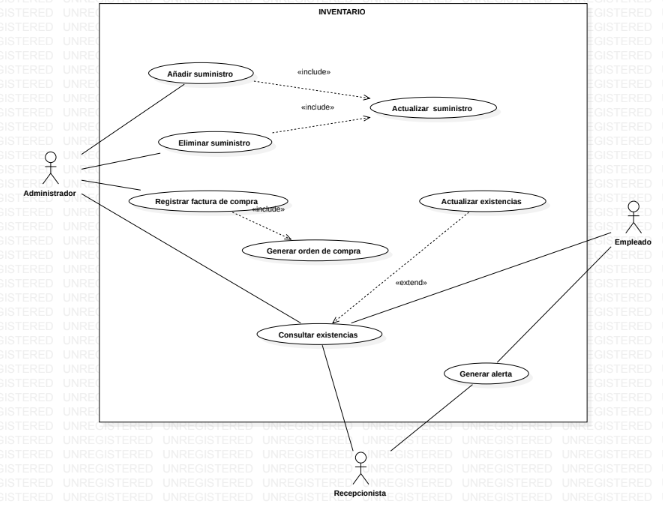 INVENTARIO
Añadir suministro
«include»
Actualizar suministro
«include»
Eliminar suministro
Administrador
Registrar factura de compra
«include»
Actualizar existencias
Empleado
Generar orden de compra
«extend»
Consultar existencias
Generar alerta
Recepcionista
UNREGISTERED